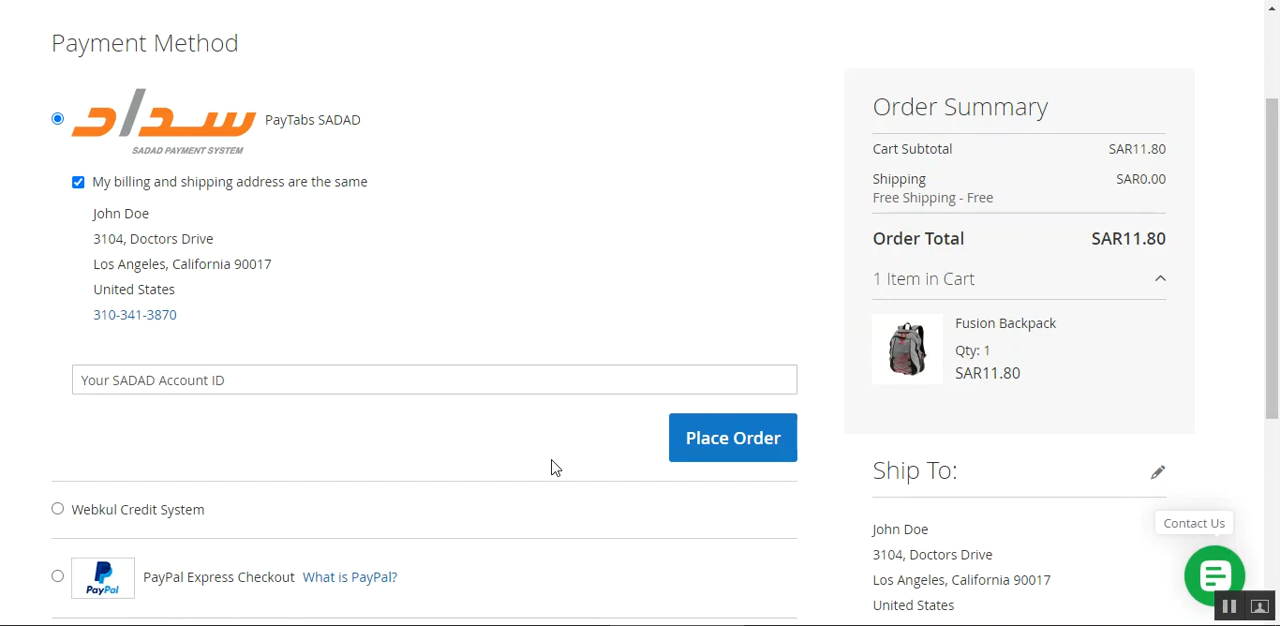 Payment Method
سداد
SADAD PAYMENT SYSTEM
PayTabs SADAD
My billing and shipping address are the same
John Doe
3104, Doctors Drive
Los Angeles, California 90017
United States
310-341-3870
Your SADAD Account ID
Place Order
Webkul Credit System
PayPal
PayPal Express Checkout What is PayPal?
Order Summary
Cart Subtotal SAR11.80
Shipping SAR0.00
Free Shipping - Free
Order Total SAR11.80
1 Item in Cart
Fusion Backpack
Qty: 1
SAR11.80
Ship To:
John Doe
3104, Doctors Drive
Los Angeles, California 90017
United States
Contact Us